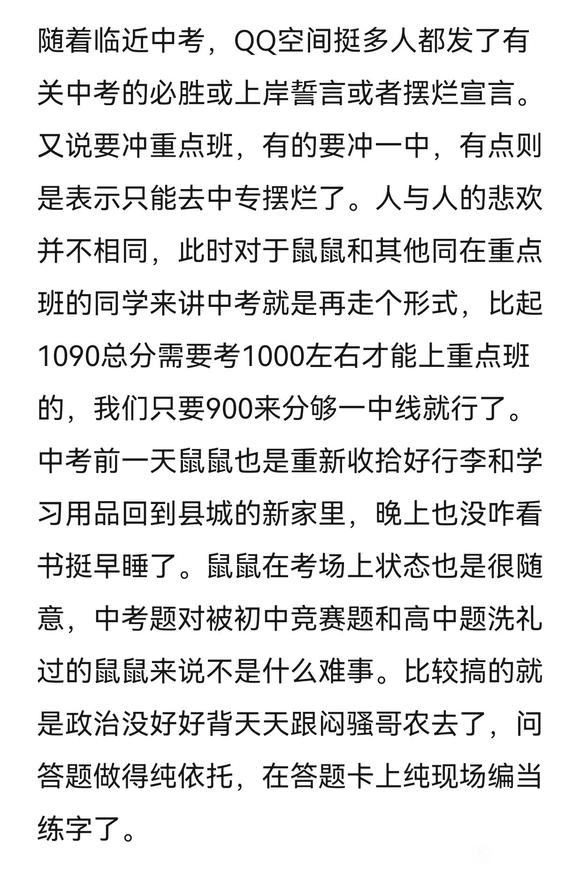 随着临近中考，QQ空间挺多人都发了有
关中考的必胜或上岸誓言或者摆烂宣言。
又说要冲重点班，有的要冲一中，有点则
是表示只能去中专摆烂了。人与人的悲欢
并不相同，此时对于鼠鼠和其他同在重点
班的同学来讲中考就是再走个形式，比起
1090总分需要考1000左右才能上重点班
的，我们只要900来分够一中线就行了。
中考前一天鼠鼠也是重新收拾好行李和学
习用品回到县城的新家里，晚上也没咋看
书挺早睡了。鼠鼠在考场上状态也是很随
意，中考题对被初中竞赛题和高中题洗礼
过的鼠鼠来说不是什么难事。比较搞的就
是政治没好好背天天跟闷骚哥农去了，问
答题做得纯依托，在答题卡上纯现场编当
练字了。